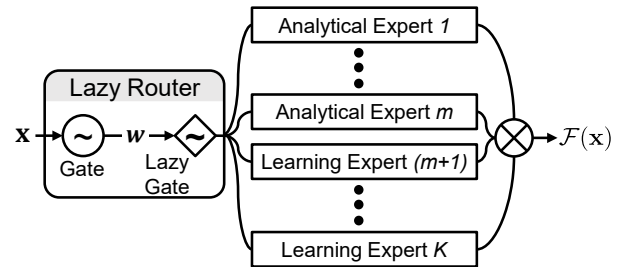 Lazy Router
x
~
w
~
Gate
Lazy
Gate
Analytical Expert 1
Analytical Expert m
Learning Expert (m+1)
Learning Expert K
F(x)